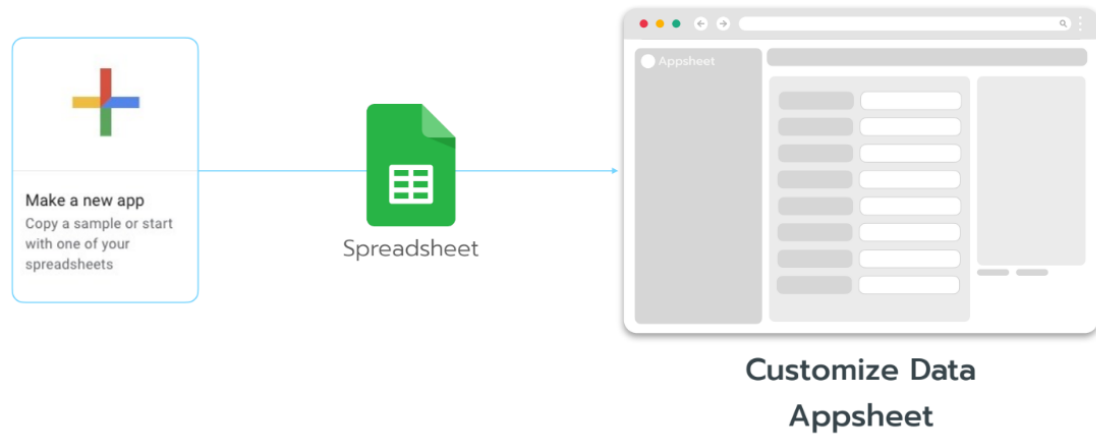 Make a new app
Copy a sample or start
with one of your
spreadsheets
Spreadsheet
Appsheet
Customize Data
Appsheet